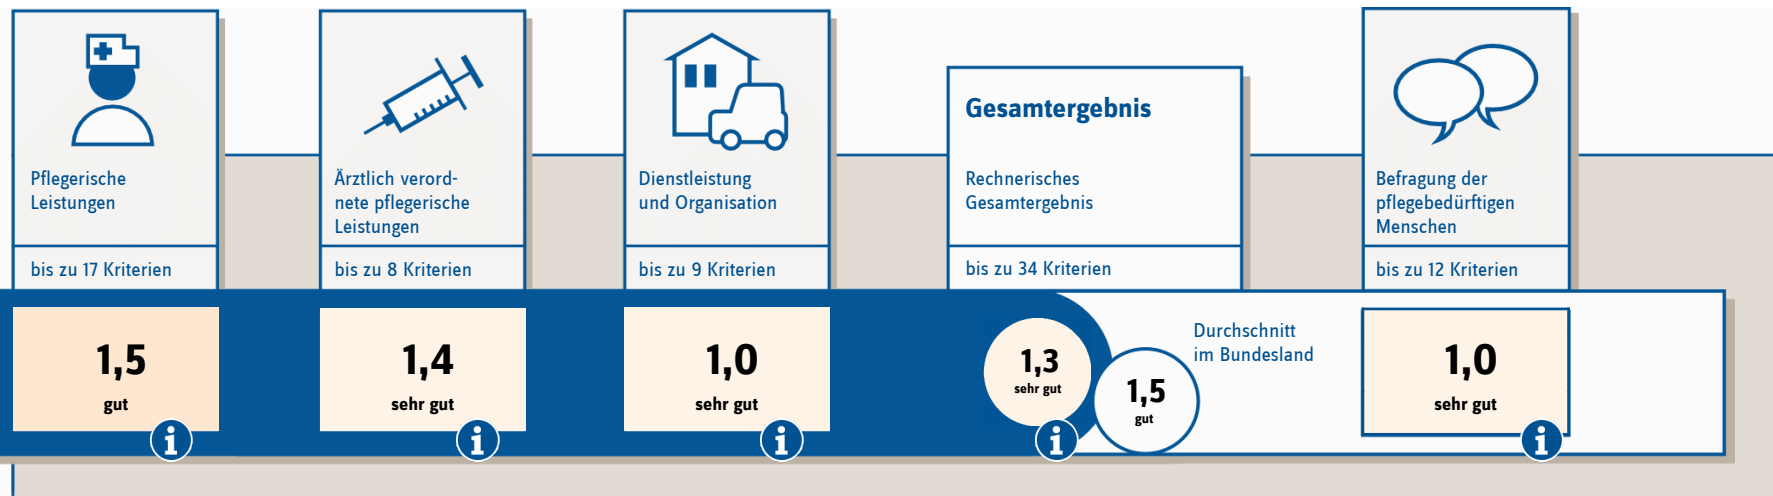 Pflegerische
Leistungen
bis zu 17 Kriterien
1,5
gut
i
Ärztlich verord-
nete pflegerische
Leistungen
bis zu 8 Kriterien
1,4
sehr gut
i
Dienstleistung
und Organisation
bis zu 9 Kriterien
1,0
sehr gut
i
Gesamtergebnis
Rechnerisches
Gesamtergebnis
bis zu 34 Kriterien
1,3
sehr gut
i
1,5
gut
Durchschnitt
im Bundesland
Befragung der
pflegebedürftigen
Menschen
bis zu 12 Kriterien
1,0
sehr gut
i